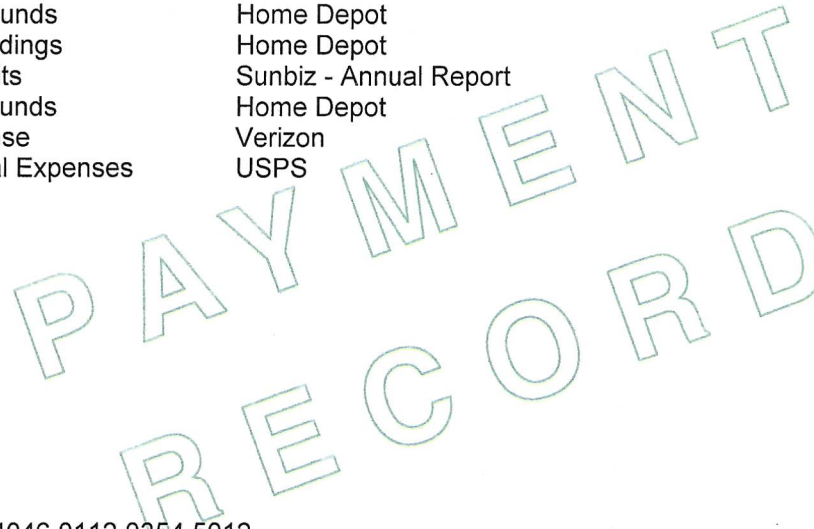 unds Home Depot
dings Home Depot
ts Sunbiz - Annual Report
unds Home Depot
se Verizon
l Expenses USPS
PAYMENT
RECORD